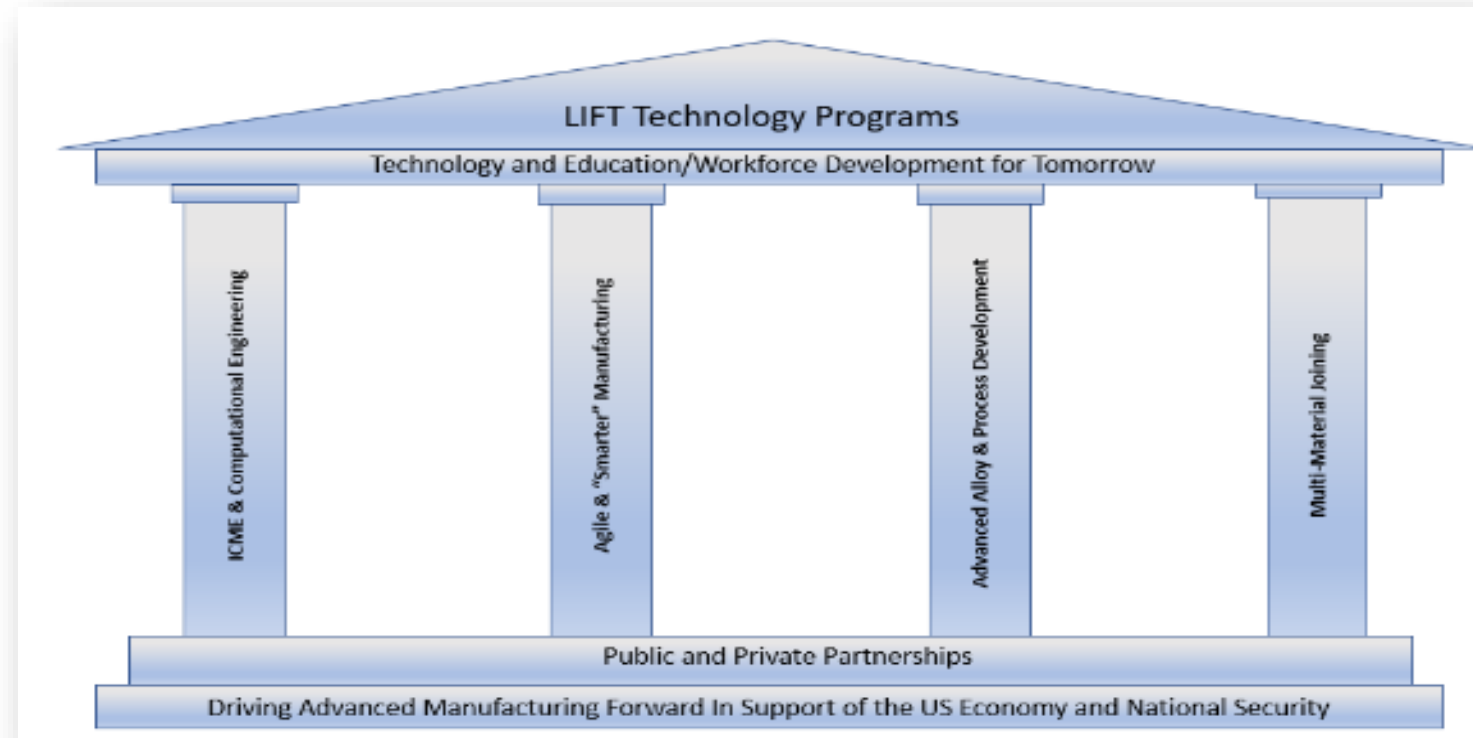 LIFT Technology Programs
Technology and Education/Workforce Development for Tomorrow
ICME & Computational Engineering
Agile & “Smarter” Manufacturing
Advanced Alloy & Process Development
Multi-Material Joining
Public and Private Partnerships
Driving Advanced Manufacturing Forward In Support of the US Economy and National Security